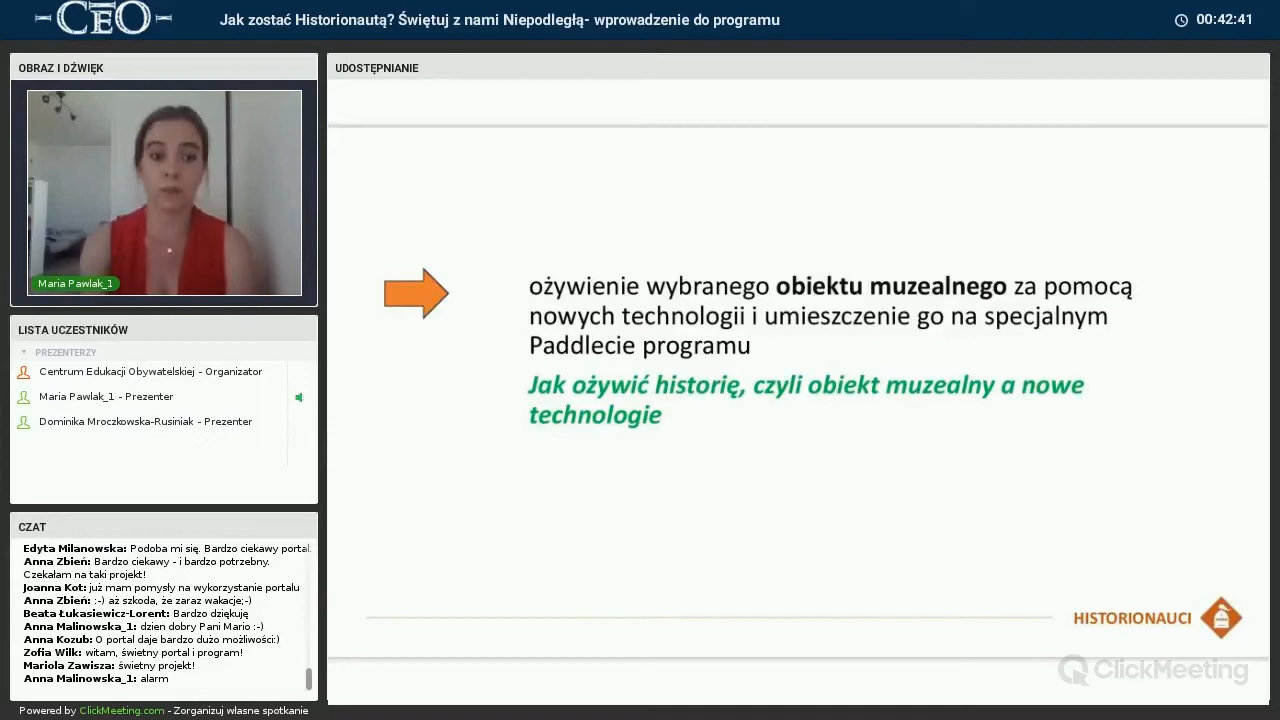 CEO
Jak zostać Historionautą? Świętuj z nami Niepodległą- wprowadzenie do programu
00:42:41
OBRAZ I DŹWIĘK
Maria Pawlak_1
LISTA UCZESTNIKÓW
PREZENTERZY
Centrum Edukacji Obywatelskiej - Organizator
Maria Pawlak_1 - Prezenter
Dominika Mroczkowska-Rusiniak - Prezenter
CZAT
Edyta Milanowska: Podoba mi się. Bardzo ciekawy portal.
Anna Zbień: Bardzo ciekawy - i bardzo potrzebny.
Czekałam na taki projekt!
Joanna Kot: już mam pomysły na wykorzystanie portalu
Anna Zbień: :-) aż szkoda, że zaraz wakacje;-)
Beata Łukasiewicz-Lorent: Bardzo dziękuję
Anna Malinowska_1: dzien dobry Pani Mario :-)
Anna Kozub: O portal daje bardzo dużo możliwości:)
Zofia Wilk: witam, świetny portal i program!
Mariola Zawisza: świetny projekt!
Anna Malinowska_1: alarm
Powered by ClickMeeting.com - Zorganizuj własne spotkanie
UDOSTĘPNIANIE
ożywienie wybranego obiektu muzealnego za pomocą
nowych technologii i umieszczenie go na specjalnym
Paddlecie programu
Jak ożywić historię, czyli obiekt muzealny a nowe
technologie
HISTORIONAUCI
ClickMeeting